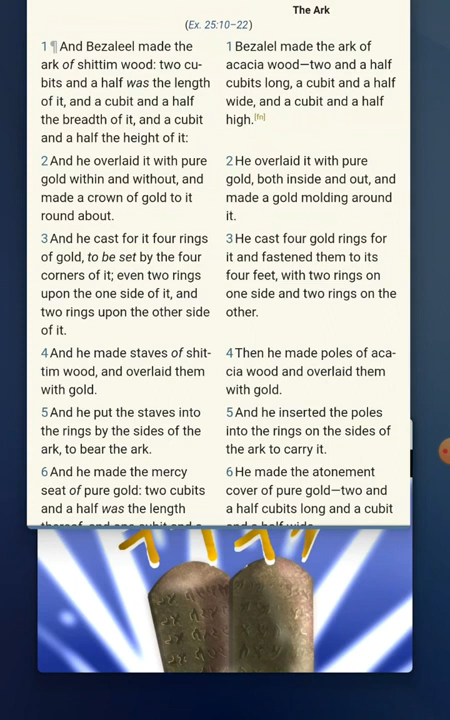 The Ark
(Ex. 25:10–22)
1 ¶ And Bezaleel made the
ark of shittim wood: two cu-
bits and a half was the length
of it, and a cubit and a half
the breadth of it, and a cubit
and a half the height of it:
2 And he overlaid it with pure
gold within and without, and
made a crown of gold to it
round about.
3 And he cast for it four rings
of gold, to be set by the four
corners of it; even two rings
upon the one side of it, and
two rings upon the other side
of it.
4 And he made staves of shit-
tim wood, and overlaid them
with gold.
5 And he put the staves into
the rings by the sides of the
ark, to bear the ark.
6 And he made the mercy
seat of pure gold: two cubits
and a half was the length
thereof, and one cubit and a
1 Bezalel made the ark of
acacia wood—two and a half
cubits long, a cubit and a half
wide, and a cubit and a half
high.[fn]
2 He overlaid it with pure
gold, both inside and out, and
made a gold molding around
it.
3 He cast four gold rings for
it and fastened them to its
four feet, with two rings on
one side and two rings on the
other.
4 Then he made poles of aca-
cia wood and overlaid them
with gold.
5 And he inserted the poles
into the rings on the sides of
the ark to carry it.
6 He made the atonement
cover of pure gold—two and
a half cubits long and a cubit
and a half wide.